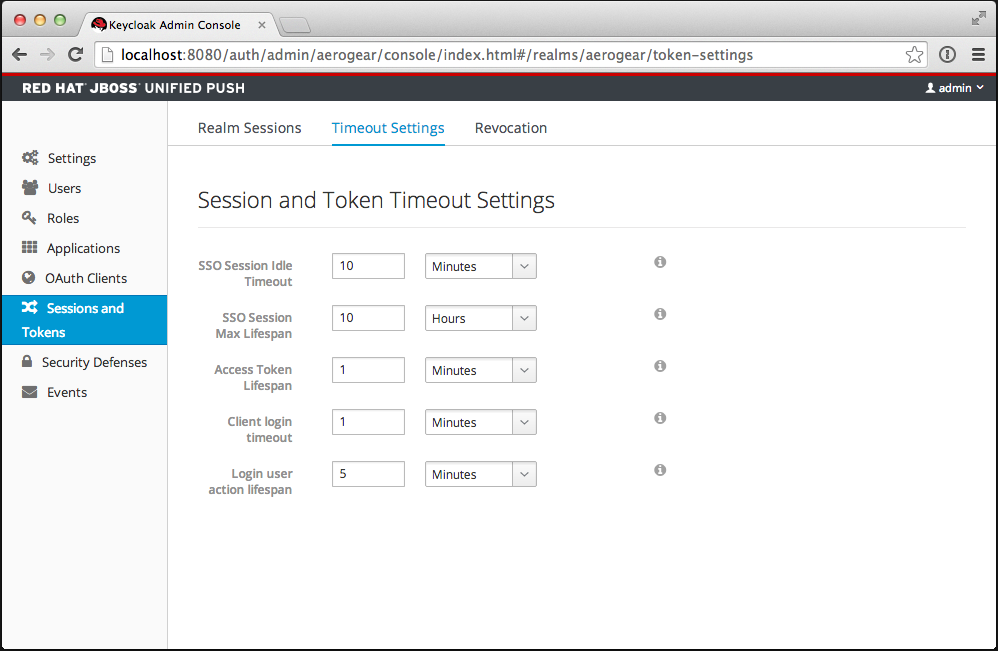 Keycloak Admin Console
localhost:8080/auth/admin/aerogear/console/index.html#/realms/aerogear/token-settings
RED HAT® JBOSS® UNIFIED PUSH
admin
Realm Sessions
Timeout Settings
Revocation
Settings
Users
Roles
Applications
OAuth Clients
Sessions and
Tokens
Security Defenses
Events
Session and Token Timeout Settings
SSO Session Idle
Timeout
10
Minutes
SSO Session
Max Lifespan
10
Hours
Access Token
Lifespan
1
Minutes
Client login
timeout
1
Minutes
Login user
action lifespan
5
Minutes